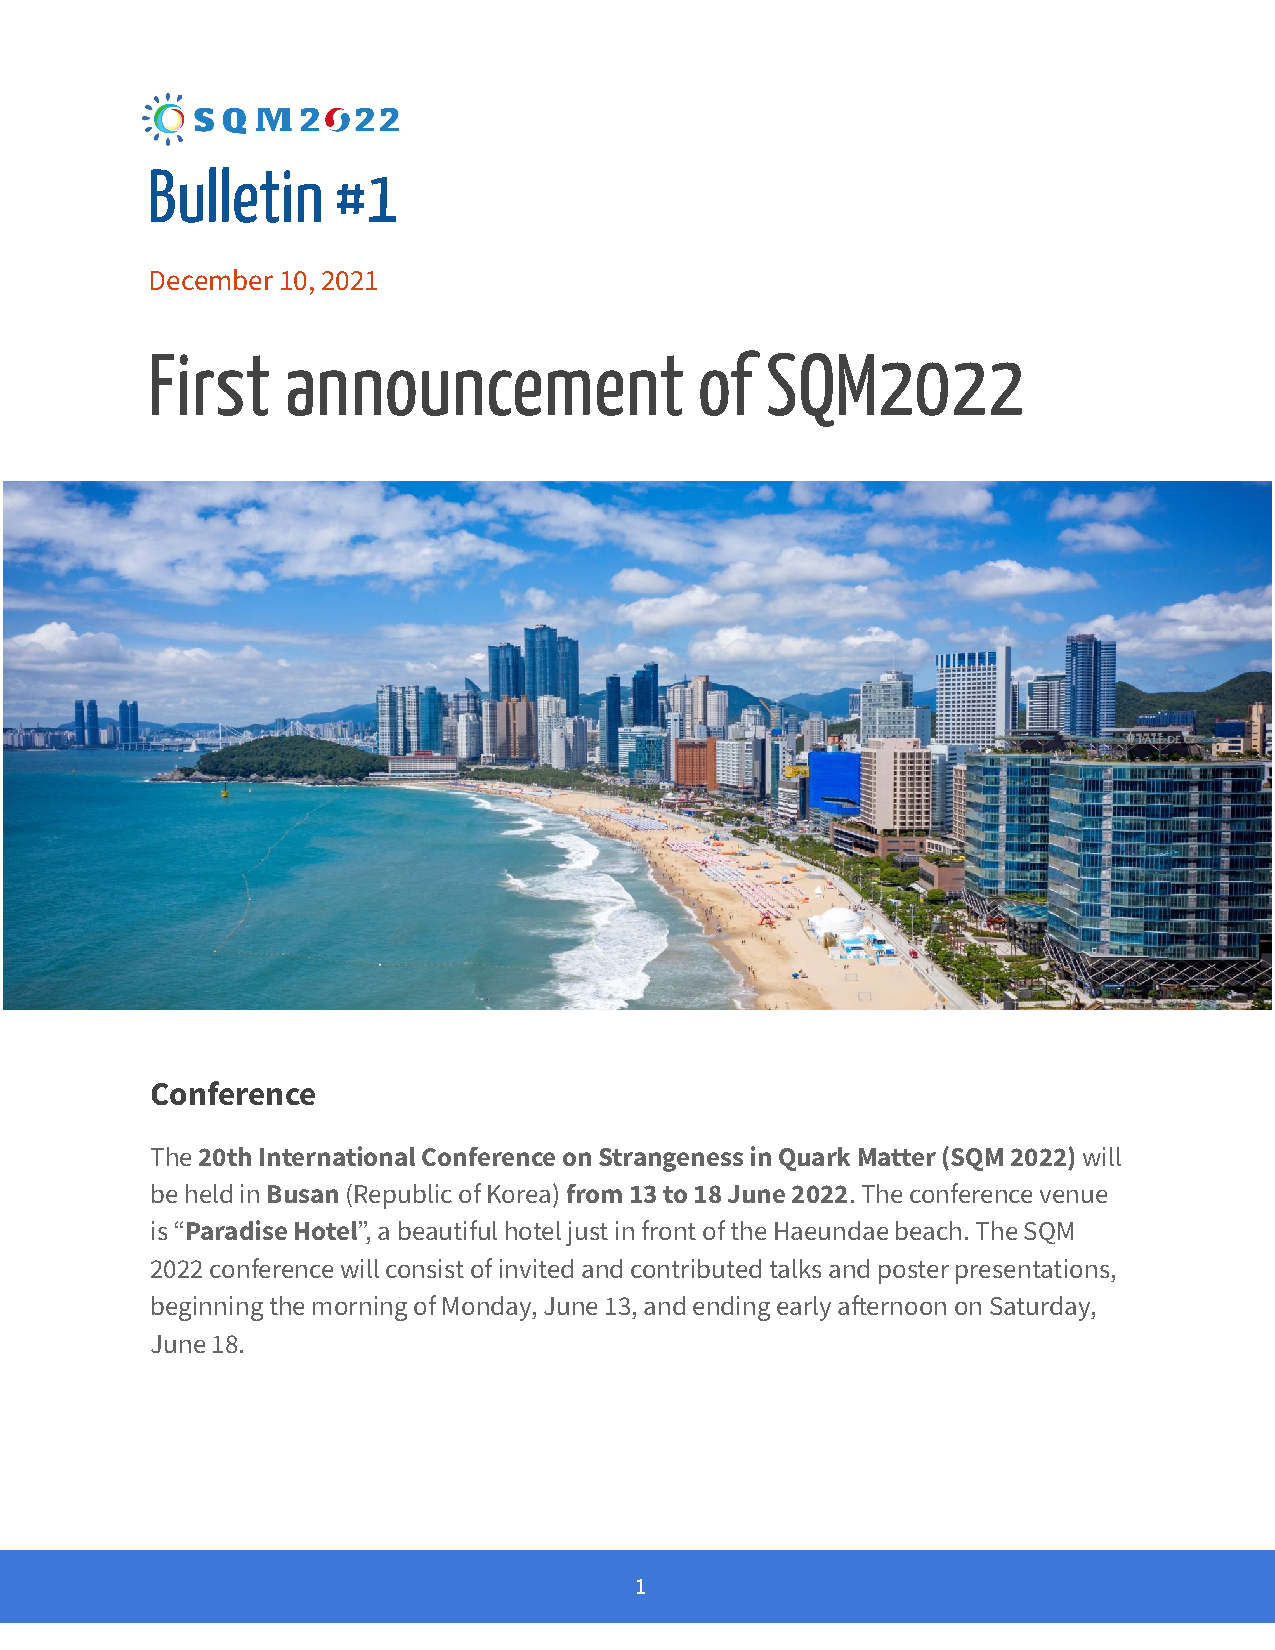 SQM2022
Bulletin #1
December 10, 2021
First announcement of SQM2022
Conference
The 20th International Conference on Strangeness in Quark Matter (SQM 2022) will
be held in Busan (Republic of Korea) from 13 to 18 June 2022. The conference venue
is “Paradise Hotel”, a beautiful hotel just in front of the Haeundae beach. The SQM
2022 conference will consist of invited and contributed talks and poster presentations,
beginning the morning of Monday, June 13, and ending early afternoon on Saturday,
June 18.
1